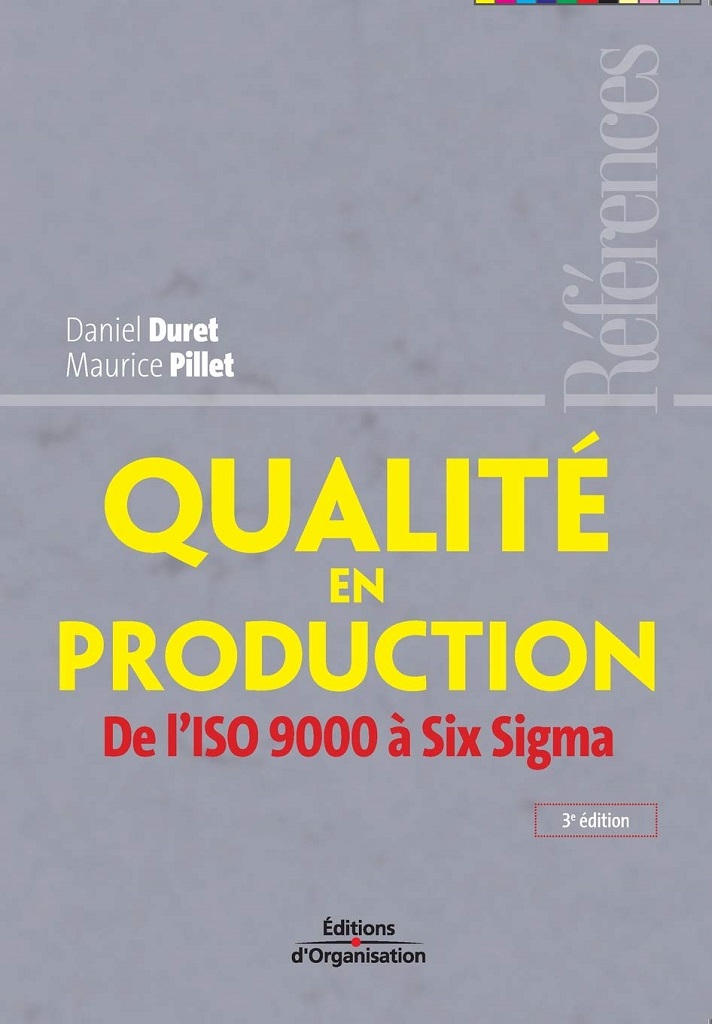 Références
Daniel Duret
Maurice Pillet
QUALITÉ
EN
PRODUCTION
De l'ISO 9000 à Six Sigma
3e édition
Éditions
d'Organisation